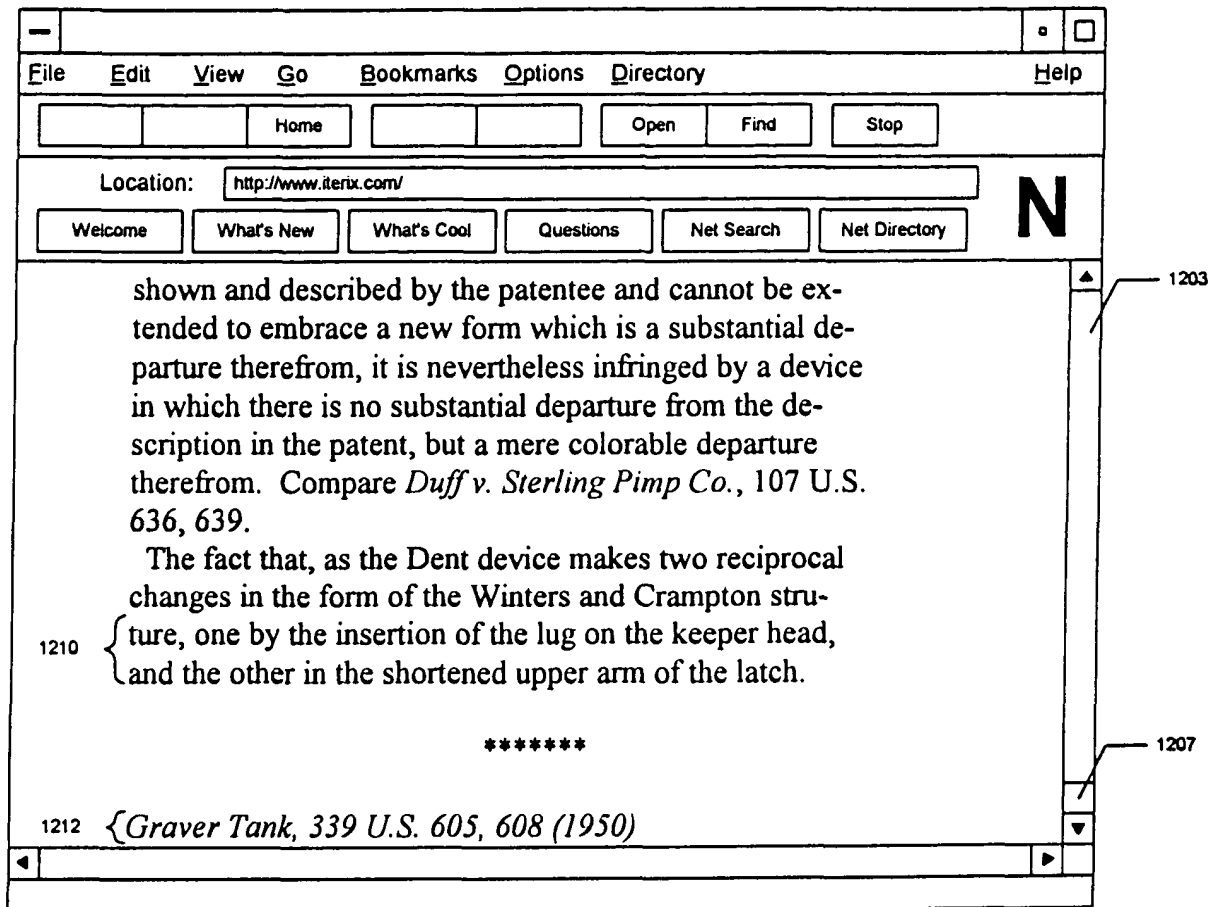 File Edit View Go Bookmarks Options Directory Help
Home Open Find Stop
Location: http://www.iterix.com/
N
Welcome What's New What's Cool Questions Net Search Net Directory
shown and described by the patentee and cannot be ex-
1203
tended to embrace a new form which is a substantial de-
parture therefrom, it is nevertheless infringed by a device
in which there is no substantial departure from the de-
scription in the patent, but a mere colorable departure
therefrom. Compare Duff v. Sterling Pimp Co., 107 U.S.
636, 639.
The fact that, as the Dent device makes two reciprocal
changes in the form of the Winters and Crampton stru-
1210 {ture, one by the insertion of the lug on the keeper head,
and the other in the shortened upper arm of the latch.
*******
1207
1212 {Graver Tank, 339 U.S. 605, 608 (1950)